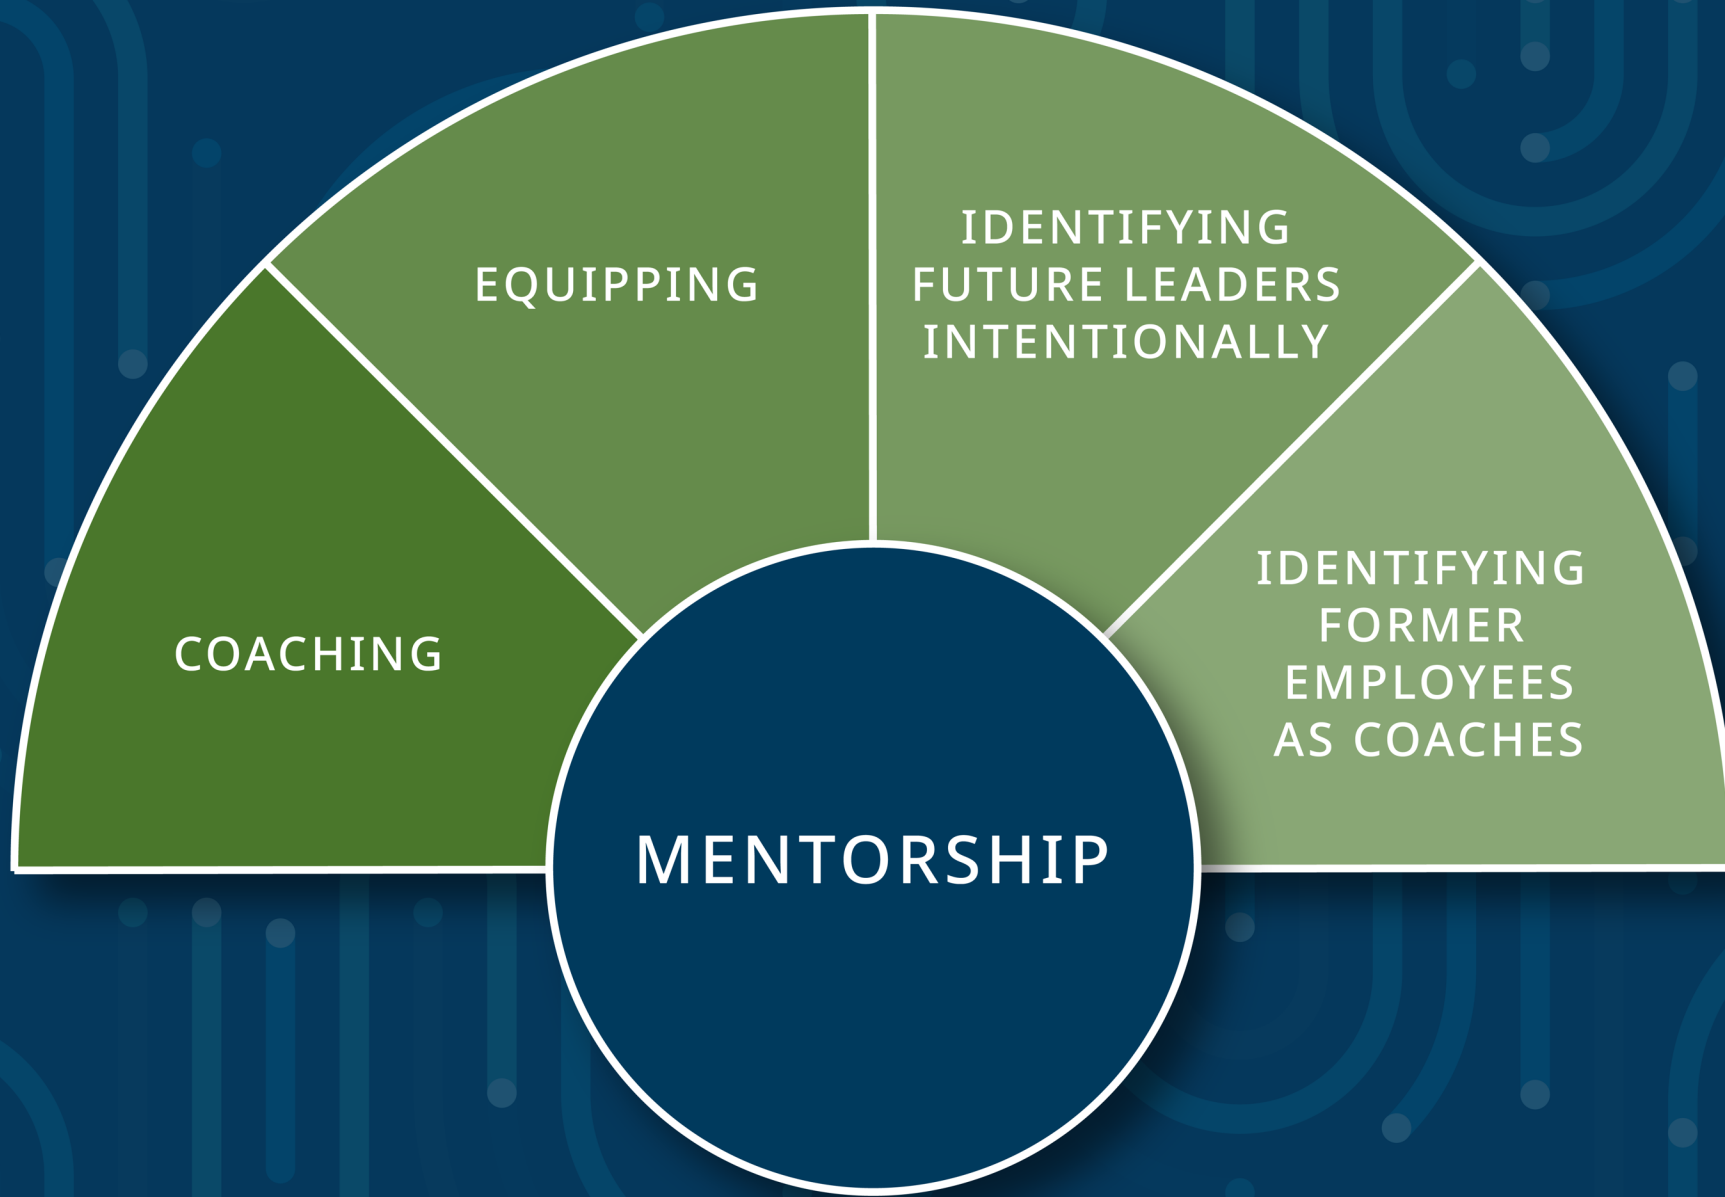 COACHING
EQUIPPING
IDENTIFYING
FUTURE LEADERS
INTENTIONALLY
IDENTIFYING
FORMER
EMPLOYEES
AS COACHES
MENTORSHIP